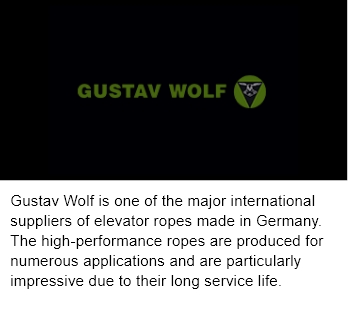 GUSTAV WOLF
Gustav Wolf is one of the major international
suppliers of elevator ropes made in Germany.
The high-performance ropes are produced for
numerous applications and are particularly
impressive due to their long service life.